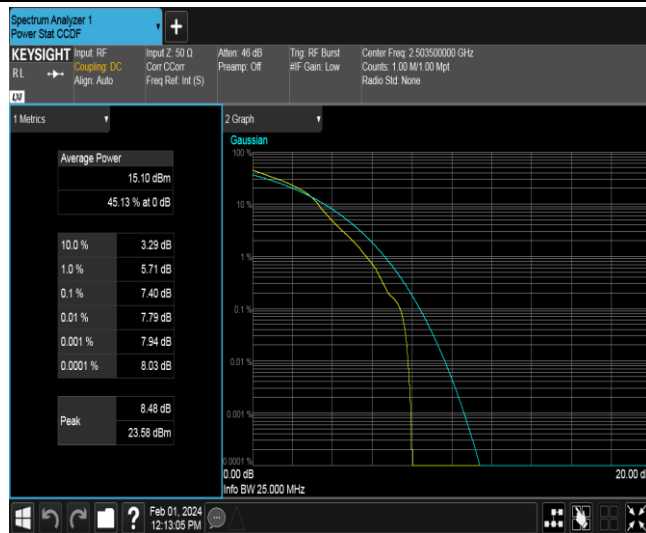 Spectrum Analyzer 1
Power Stat CCDF
+
KEYSIGHT
RL
Input: RF
Coupling: DC
Align: Auto
Input Z: 50 Ω
Corr CCorr
Freq Ref: Int (S)
Atten: 46 dB
Preamp: Off
Trig: RF Burst
#IF Gain: Low
Center Freq: 2.503500000 GHz
Counts: 1.00 M/1.00 Mpt
Radio Std: None
LXI
1 Metrics
Average Power
15.10 dBm
45.13 % at 0 dB
10.0 % 3.29 dB
1.0 % 5.71 dB
0.1 % 7.40 dB
0.01 % 7.79 dB
0.001 % 7.94 dB
0.0001 % 8.03 dB
Peak
8.48 dB
23.58 dBm
2 Graph
Gaussian
100 %
10 %
1 %
0.1 %
0.01 %
0.001 %
0.0001 %
0.00 dB
20.00 d
Info BW 25.000 MHz
?
Feb 01, 2024
12:13:05 PM